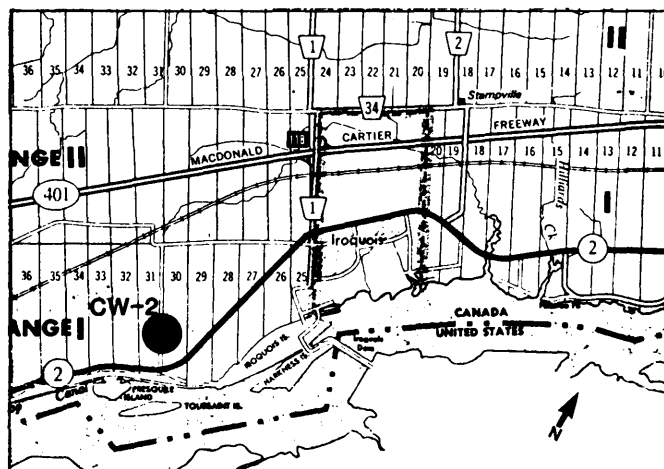 1
2
II
36 35 34 33 32 31 30 29 28 27 26 25 24 23 22 21 20 19 18 17 16 15 14 13 12 11 10
34
Stampville
FREEWAY
CARTIER
MACDONALD
NGE II
20 19 18 17 16 15 14 13 12 11
401
I
1
Iroquois
2
36 35 34 33 32 31 30 29 28 27 26 25
CW-2
ANGE I
CANADA
UNITED STATES
IROQUOIS IS.
Iroquois
Dam
HARKNESS IS.
2
Canal
PRESQUILE
ISLAND
TOUSSAINT IS.
N